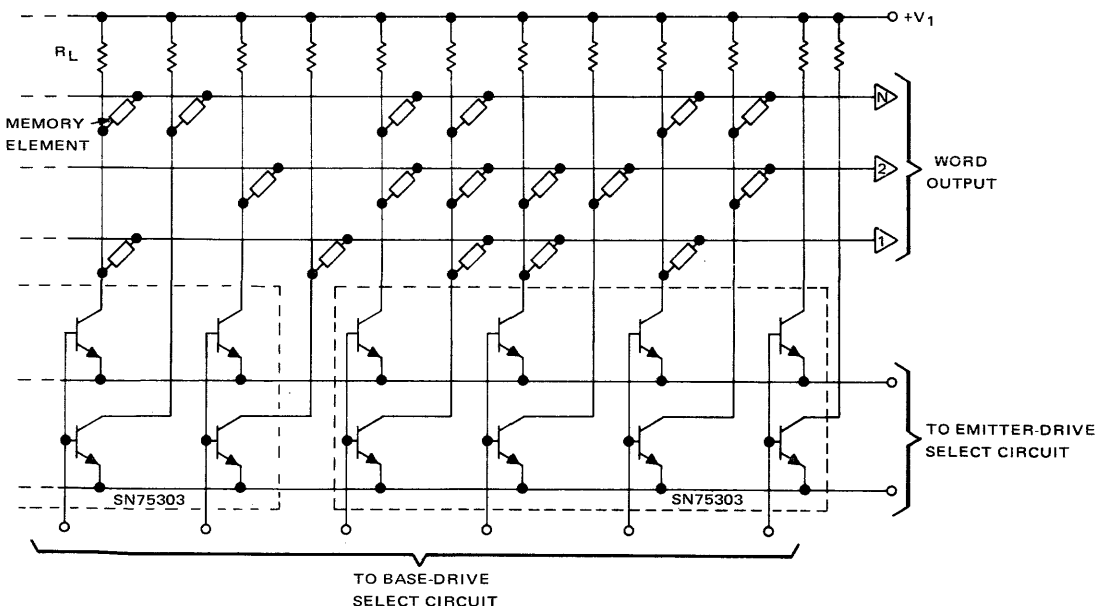 +V1
RL
N
MEMORY
ELEMENT
2
WORD
OUTPUT
1
TO EMITTER-DRIVE
SELECT CIRCUIT
SN75303
SN75303
TO BASE-DRIVE
SELECT CIRCUIT